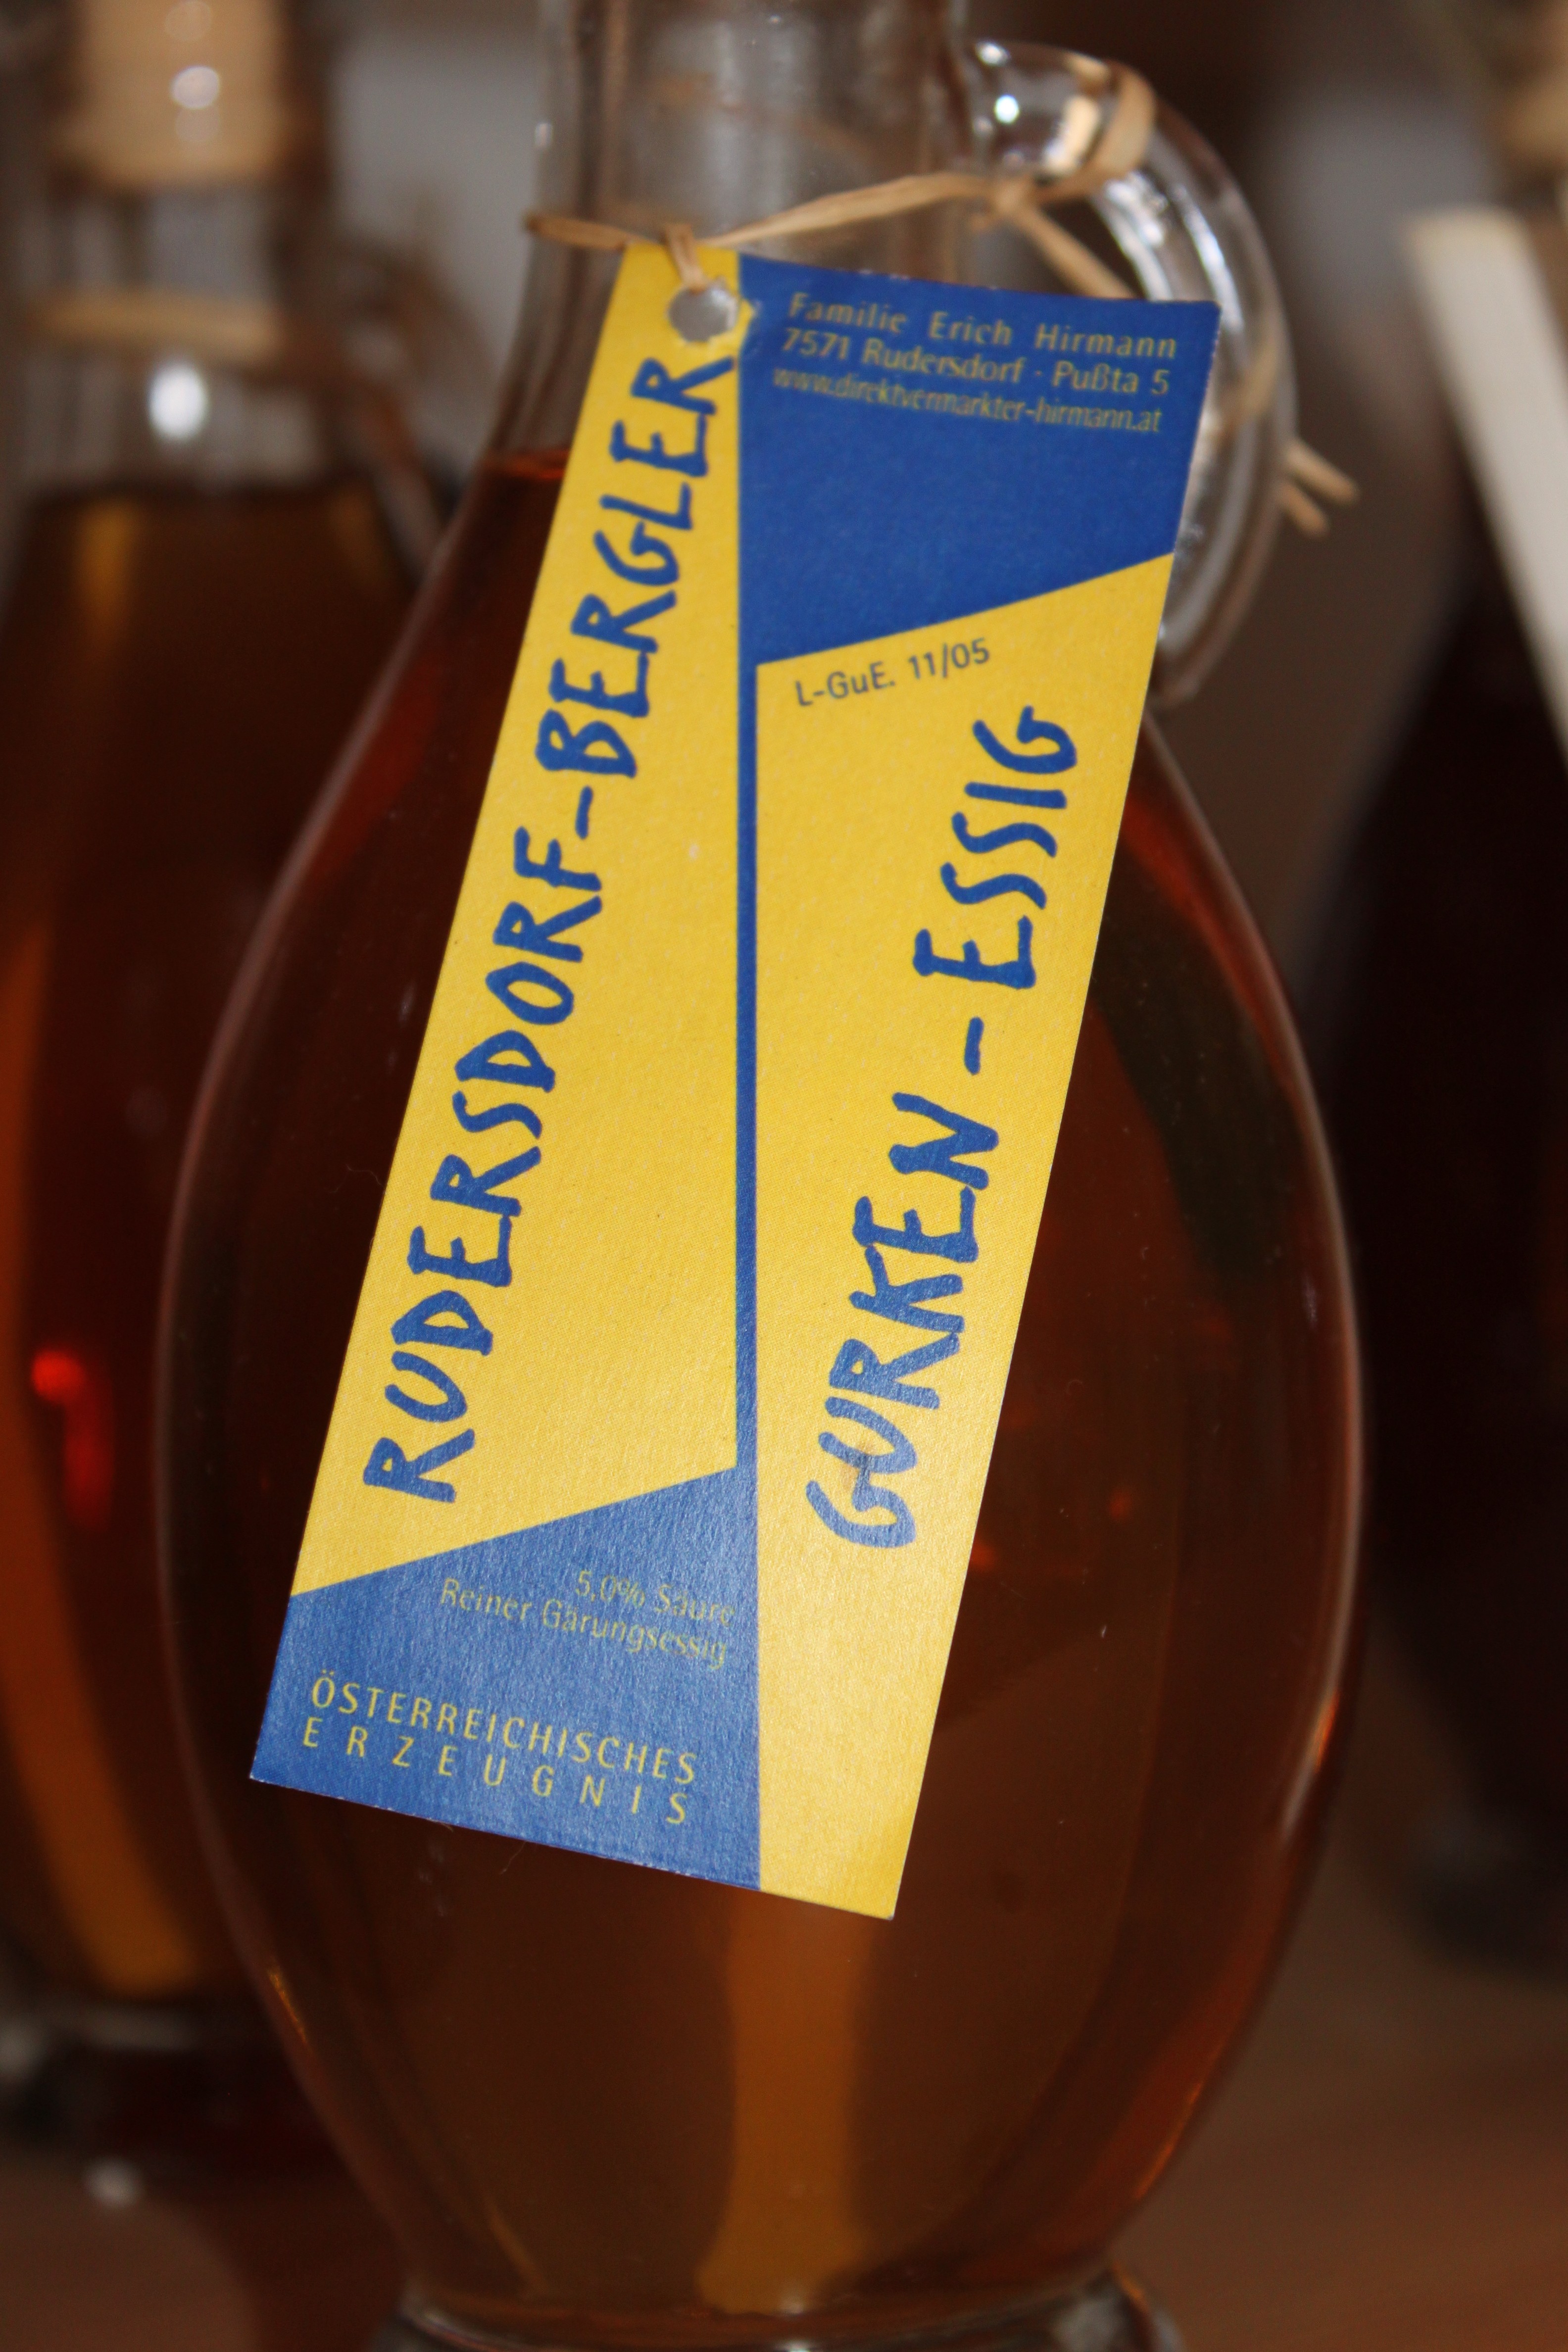 Familie Erich Hirmann
7571 Rudersdorf - Pußta 5
www.direktvermarkter-hirmann.at
RUDERSDORF-BERGLER
L-GuE. 11/05
GURKEN - ESSIG
5,0% Säure
Reiner Gärungsessig
ÖSTERREICHISCHES
ERZEUGNIS